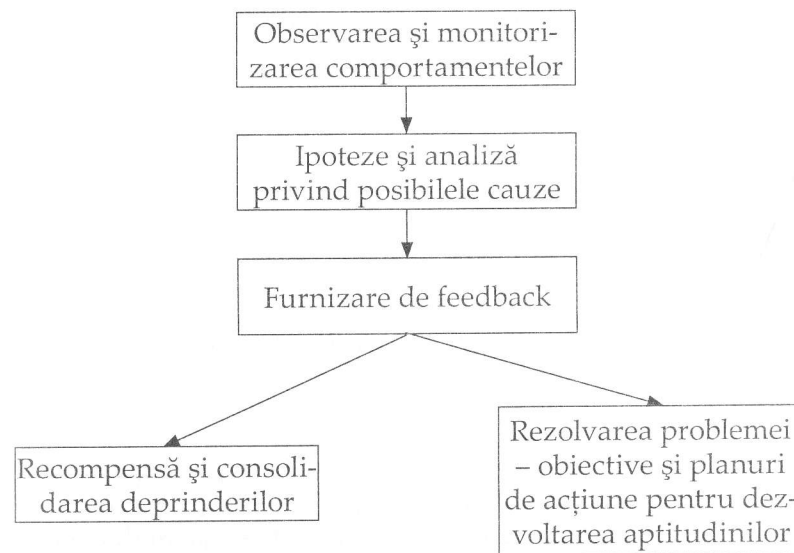 Observarea şi monitori-
zarea comportamentelor
Ipoteze şi analiză
privind posibilele cauze
Furnizare de feedback
Recompensă şi consoli-
darea deprinderilor
Rezolvarea problemei
– obiective şi planuri
de acţiune pentru dez-
voltarea aptitudinilor